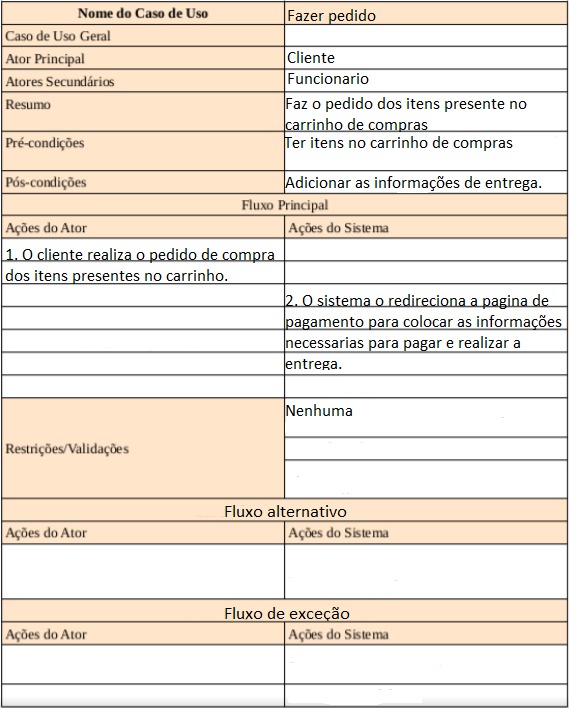 Nome do Caso de Uso Fazer pedido
Caso de Uso Geral
Ator Principal Cliente
Atores Secundários Funcionario
Resumo Faz o pedido dos itens presente no
carrinho de compras
Pré-condições Ter itens no carrinho de compras
Pós-condições Adicionar as informações de entrega.
Fluxo Principal
Ações do Ator Ações do Sistema
1. O cliente realiza o pedido de compra
dos itens presentes no carrinho.
2. O sistema o redireciona a pagina de
pagamento para colocar as informações
necessarias para pagar e realizar a
entrega.
Restrições/Validações Nenhuma
Fluxo alternativo
Ações do Ator Ações do Sistema
Fluxo de exceção
Ações do Ator Ações do Sistema